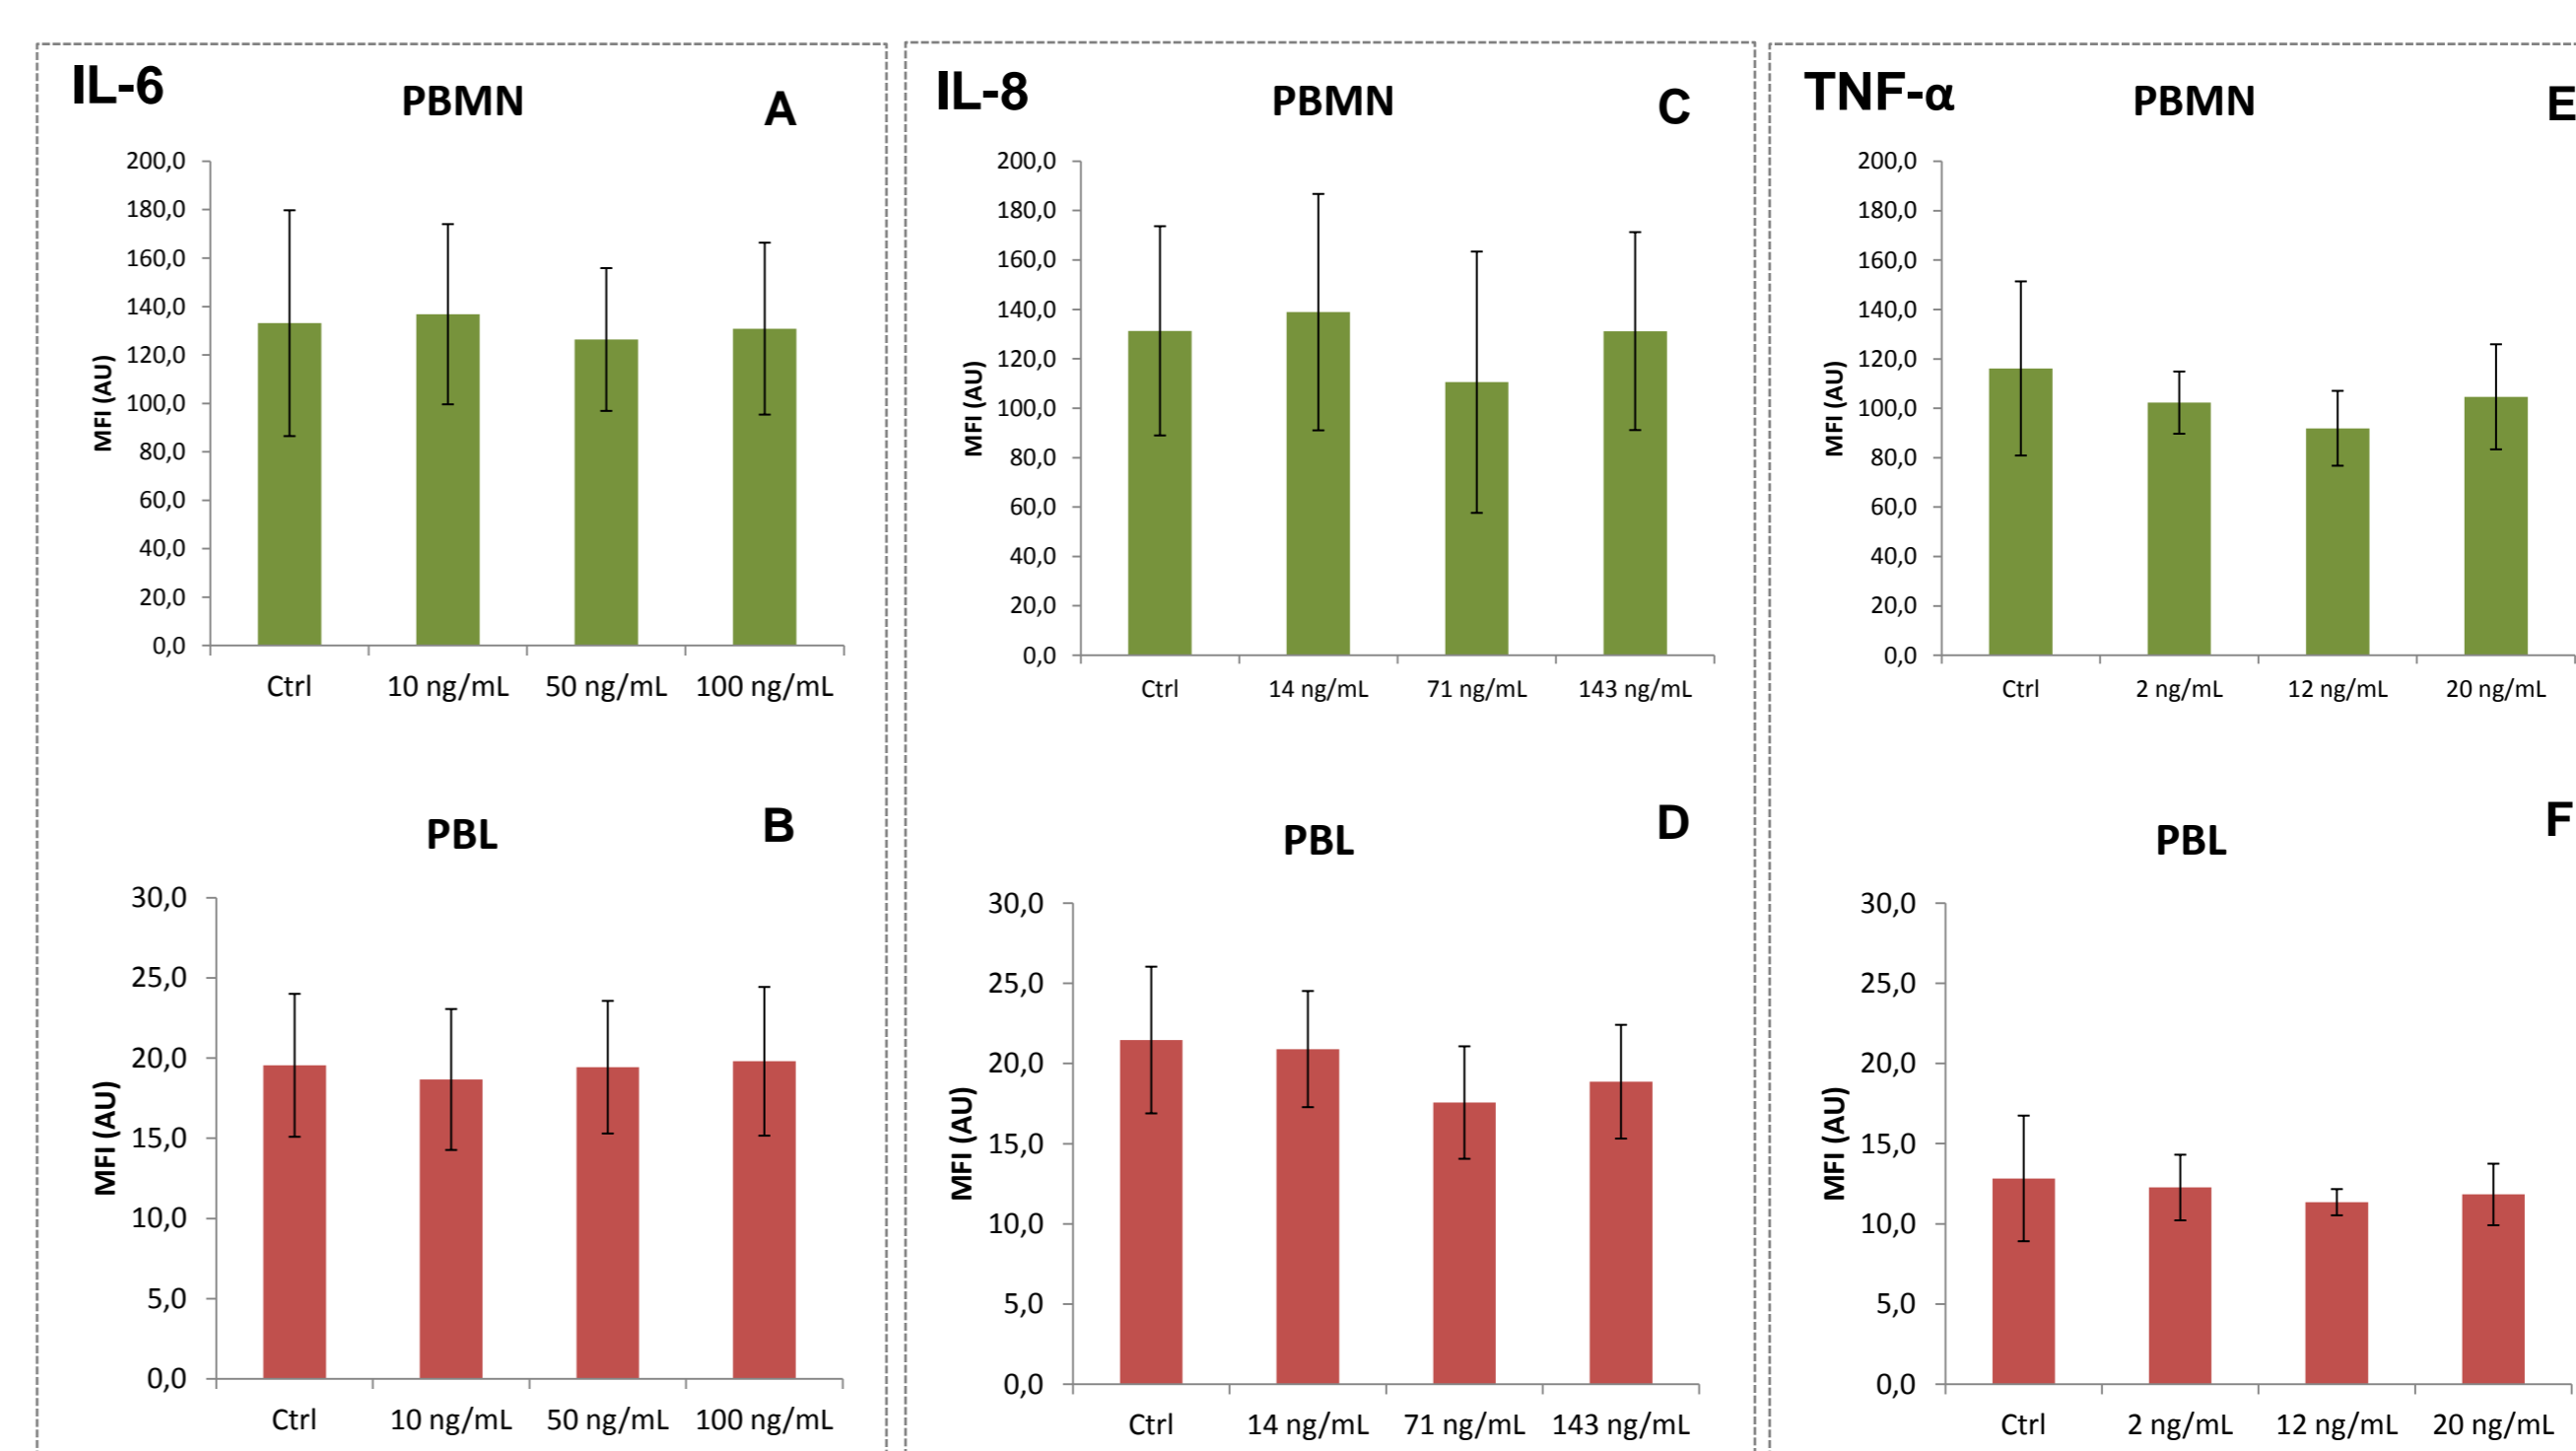 IL-6
PBMN
A
200,0
180,0
160,0
140,0
120,0
100,0
80,0
60,0
40,0
20,0
0,0
MFI (AU)
Ctrl 10 ng/mL 50 ng/mL 100 ng/mL
PBL
B
30,0
25,0
20,0
15,0
10,0
5,0
0,0
MFI (AU)
Ctrl 10 ng/mL 50 ng/mL 100 ng/mL
IL-8
PBMN
C
200,0
180,0
160,0
140,0
120,0
100,0
80,0
60,0
40,0
20,0
0,0
MFI (AU)
Ctrl 14 ng/mL 71 ng/mL 143 ng/mL
PBL
D
30,0
25,0
20,0
15,0
10,0
5,0
0,0
MFI (AU)
Ctrl 14 ng/mL 71 ng/mL 143 ng/mL
TNF-α
PBMN
E
200,0
180,0
160,0
140,0
120,0
100,0
80,0
60,0
40,0
20,0
0,0
MFI (AU)
Ctrl 2 ng/mL 12 ng/mL 20 ng/mL
PBL
F
30,0
25,0
20,0
15,0
10,0
5,0
0,0
MFI (AU)
Ctrl 2 ng/mL 12 ng/mL 20 ng/mL